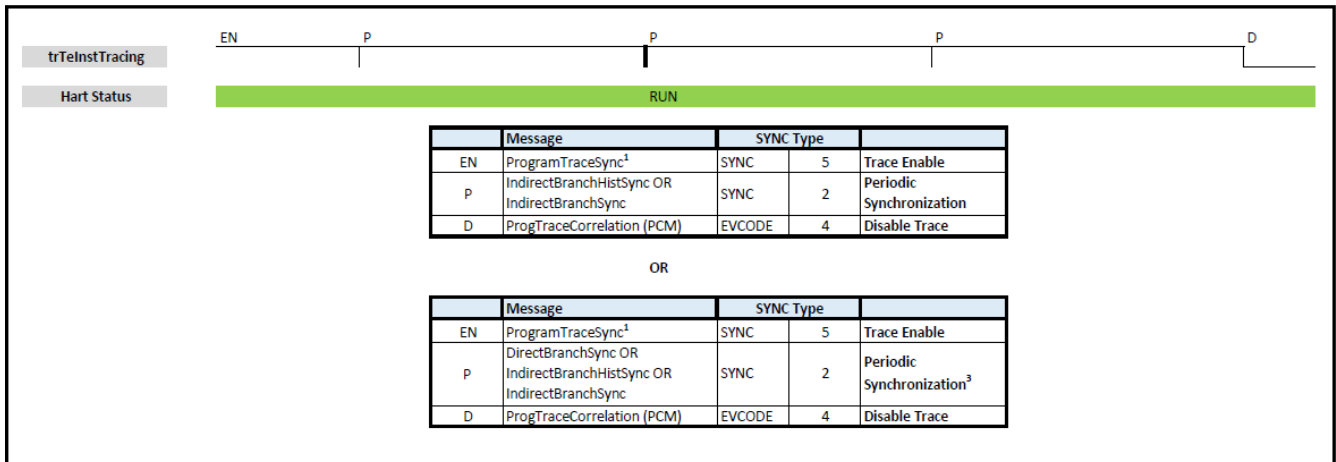 EN P P P D
trTeInstTracing
Hart Status RUN
Message SYNC Type
EN ProgramTraceSync¹ SYNC 5 Trace Enable
P IndirectBranchHistSync OR
IndirectBranchSync SYNC 2 Periodic
Synchronization
D ProgTraceCorrelation (PCM) EVCODE 4 Disable Trace
OR
Message SYNC Type
EN ProgramTraceSync¹ SYNC 5 Trace Enable
P DirectBranchSync OR
IndirectBranchHistSync OR
IndirectBranchSync SYNC 2 Periodic
Synchronization³
D ProgTraceCorrelation (PCM) EVCODE 4 Disable Trace